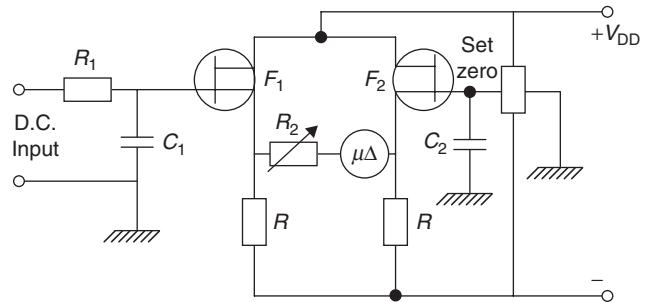 +V_DD
Set
zero
R_1
F_1
F_2
R_2
μΔ
D.C.
Input
C_1
C_2
R
R
−